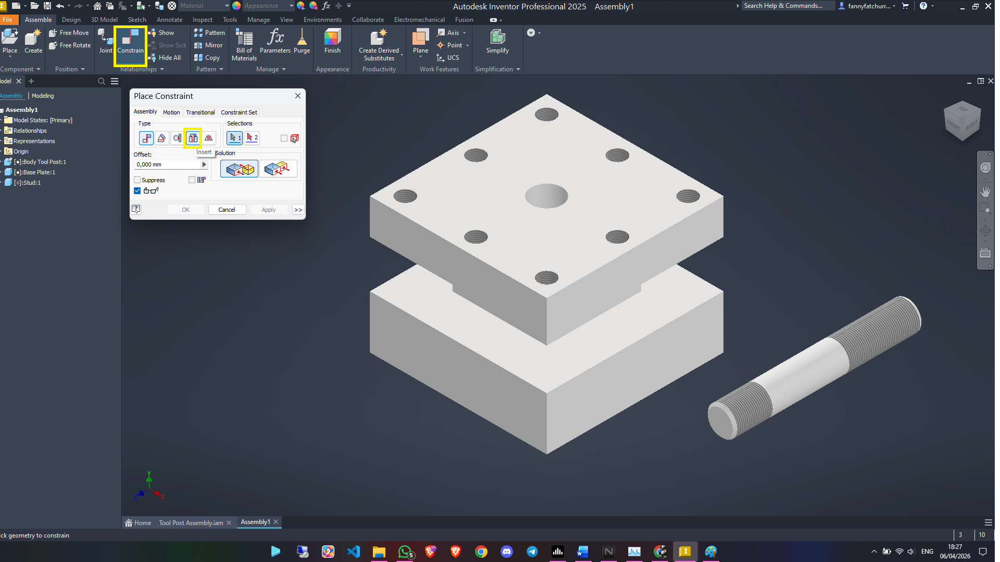 Material
Appearance
fx
Autodesk Inventor Professional 2025 Assembly1
Search Help & Commands...
fannyfatchurr...
File
Assemble
Design
3D Model
Sketch
Annotate
Inspect
Tools
Manage
View
Environments
Collaborate
Electromechanical
Fusion
Place
Create
Free Move
Free Rotate
Joint
Constrain
Show
Show Sick
Hide All
Pattern
Mirror
Copy
Bill of
Materials
fx
Parameters
Purge
Finish
Create Derived
Substitutes
Plane
Axis
Point
UCS
Simplify
Component
Position
Relationships
Pattern
Manage
Appearance
Productivity
Work Features
Simplification
odel
Assembly
Modeling
Assembly1
Model States: [Primary]
Relationships
Representations
Origin
[●]:Body Tool Post:1
[●]:Base Plate:1
[○]:Stud:1
Place Constraint
Assembly
Motion
Transitional
Constraint Set
Type
Selections
1
2
Offset:
Insert
Solution
0,000 mm
Suppress
OK
Cancel
Apply
>>
TOP
FRONT
RIGHT
Y
Z
X
Home
Tool Post Assembly.iam
Assembly1
ick geometry to constrain
3
10
5
ENG
18:27
06/04/2026